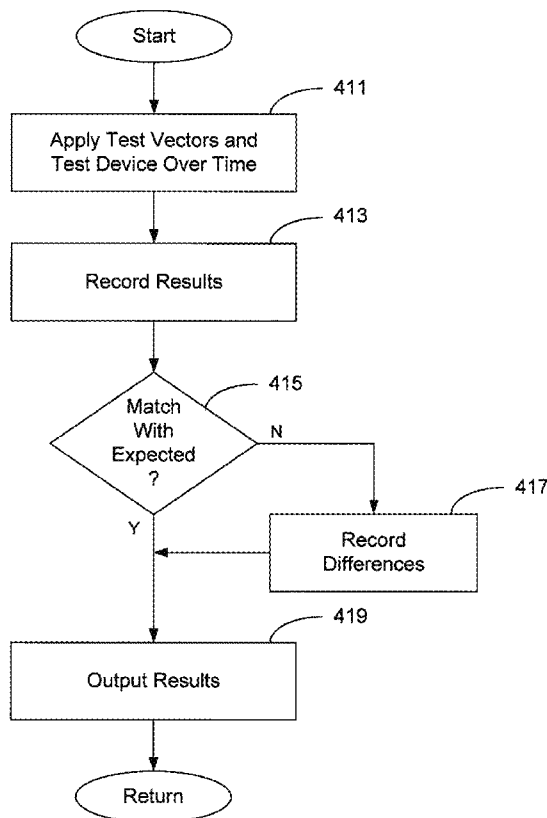 Start
411
Apply Test Vectors and
Test Device Over Time
413
Record Results
415
Match
With
Expected
?
N
417
Y
Record
Differences
419
Output Results
Return